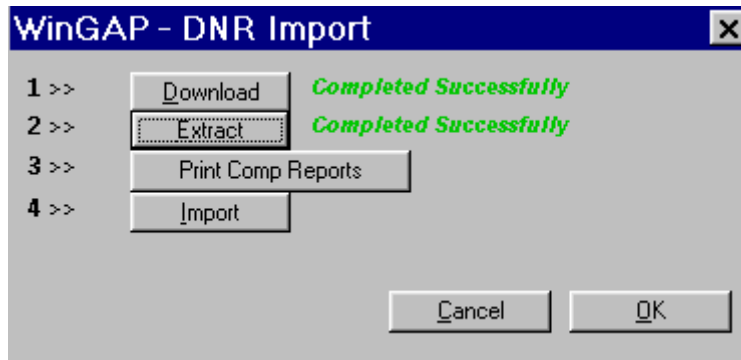 WinGAP - DNR Import
1 >> Download Completed Successfully
2 >> Extract Completed Successfully
3 >> Print Comp Reports
4 >> Import
Cancel OK